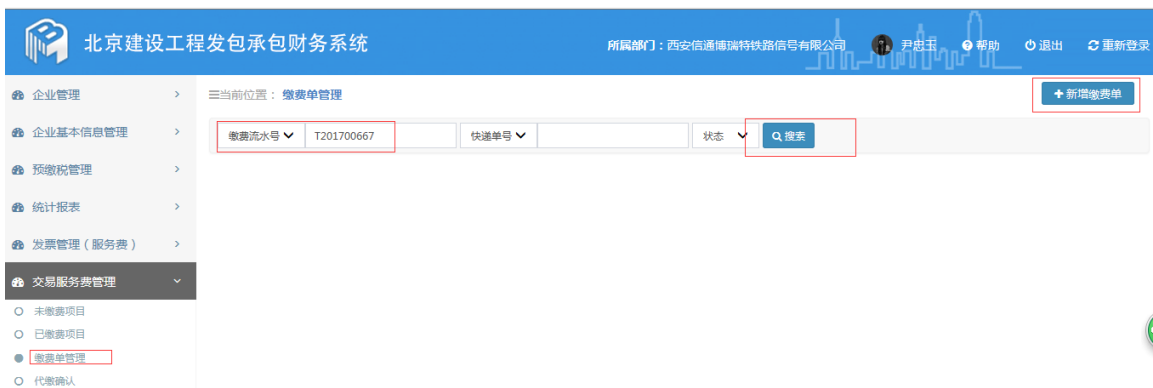 北京建设工程发包承包财务系统
所属部门：西安信通博瑞特铁路信号有限公司 尹忠玉 帮助 退出 重新登录
企业管理
当前位置： 缴费单管理
新增缴费单
企业基本信息管理
缴费流水号 T201700667 快递单号 状态 搜索
预缴税管理
统计报表
发票管理（服务费）
交易服务费管理
未缴费项目
已缴费项目
缴费单管理
代缴确认